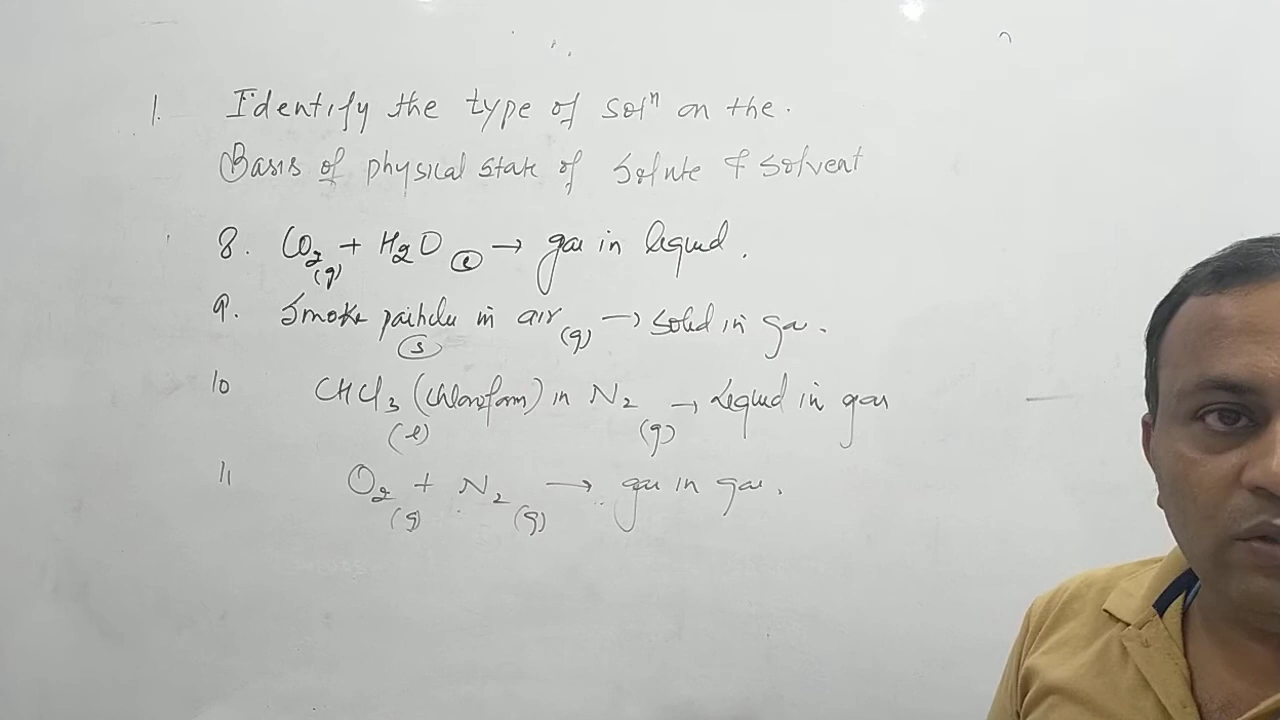 1. Identify the type of solⁿ on the.
Basis of physical state of solute & solvent
8. CO₂(g) + H₂O (l) → gas in liquid.
9. Smoke particles (s) in air (g) → solid in gas.
10 CHCl₃ (chloroform) (l) in N₂ (g) → liquid in gas
11 O₂ (g) + N₂ (g) → gas in gas.